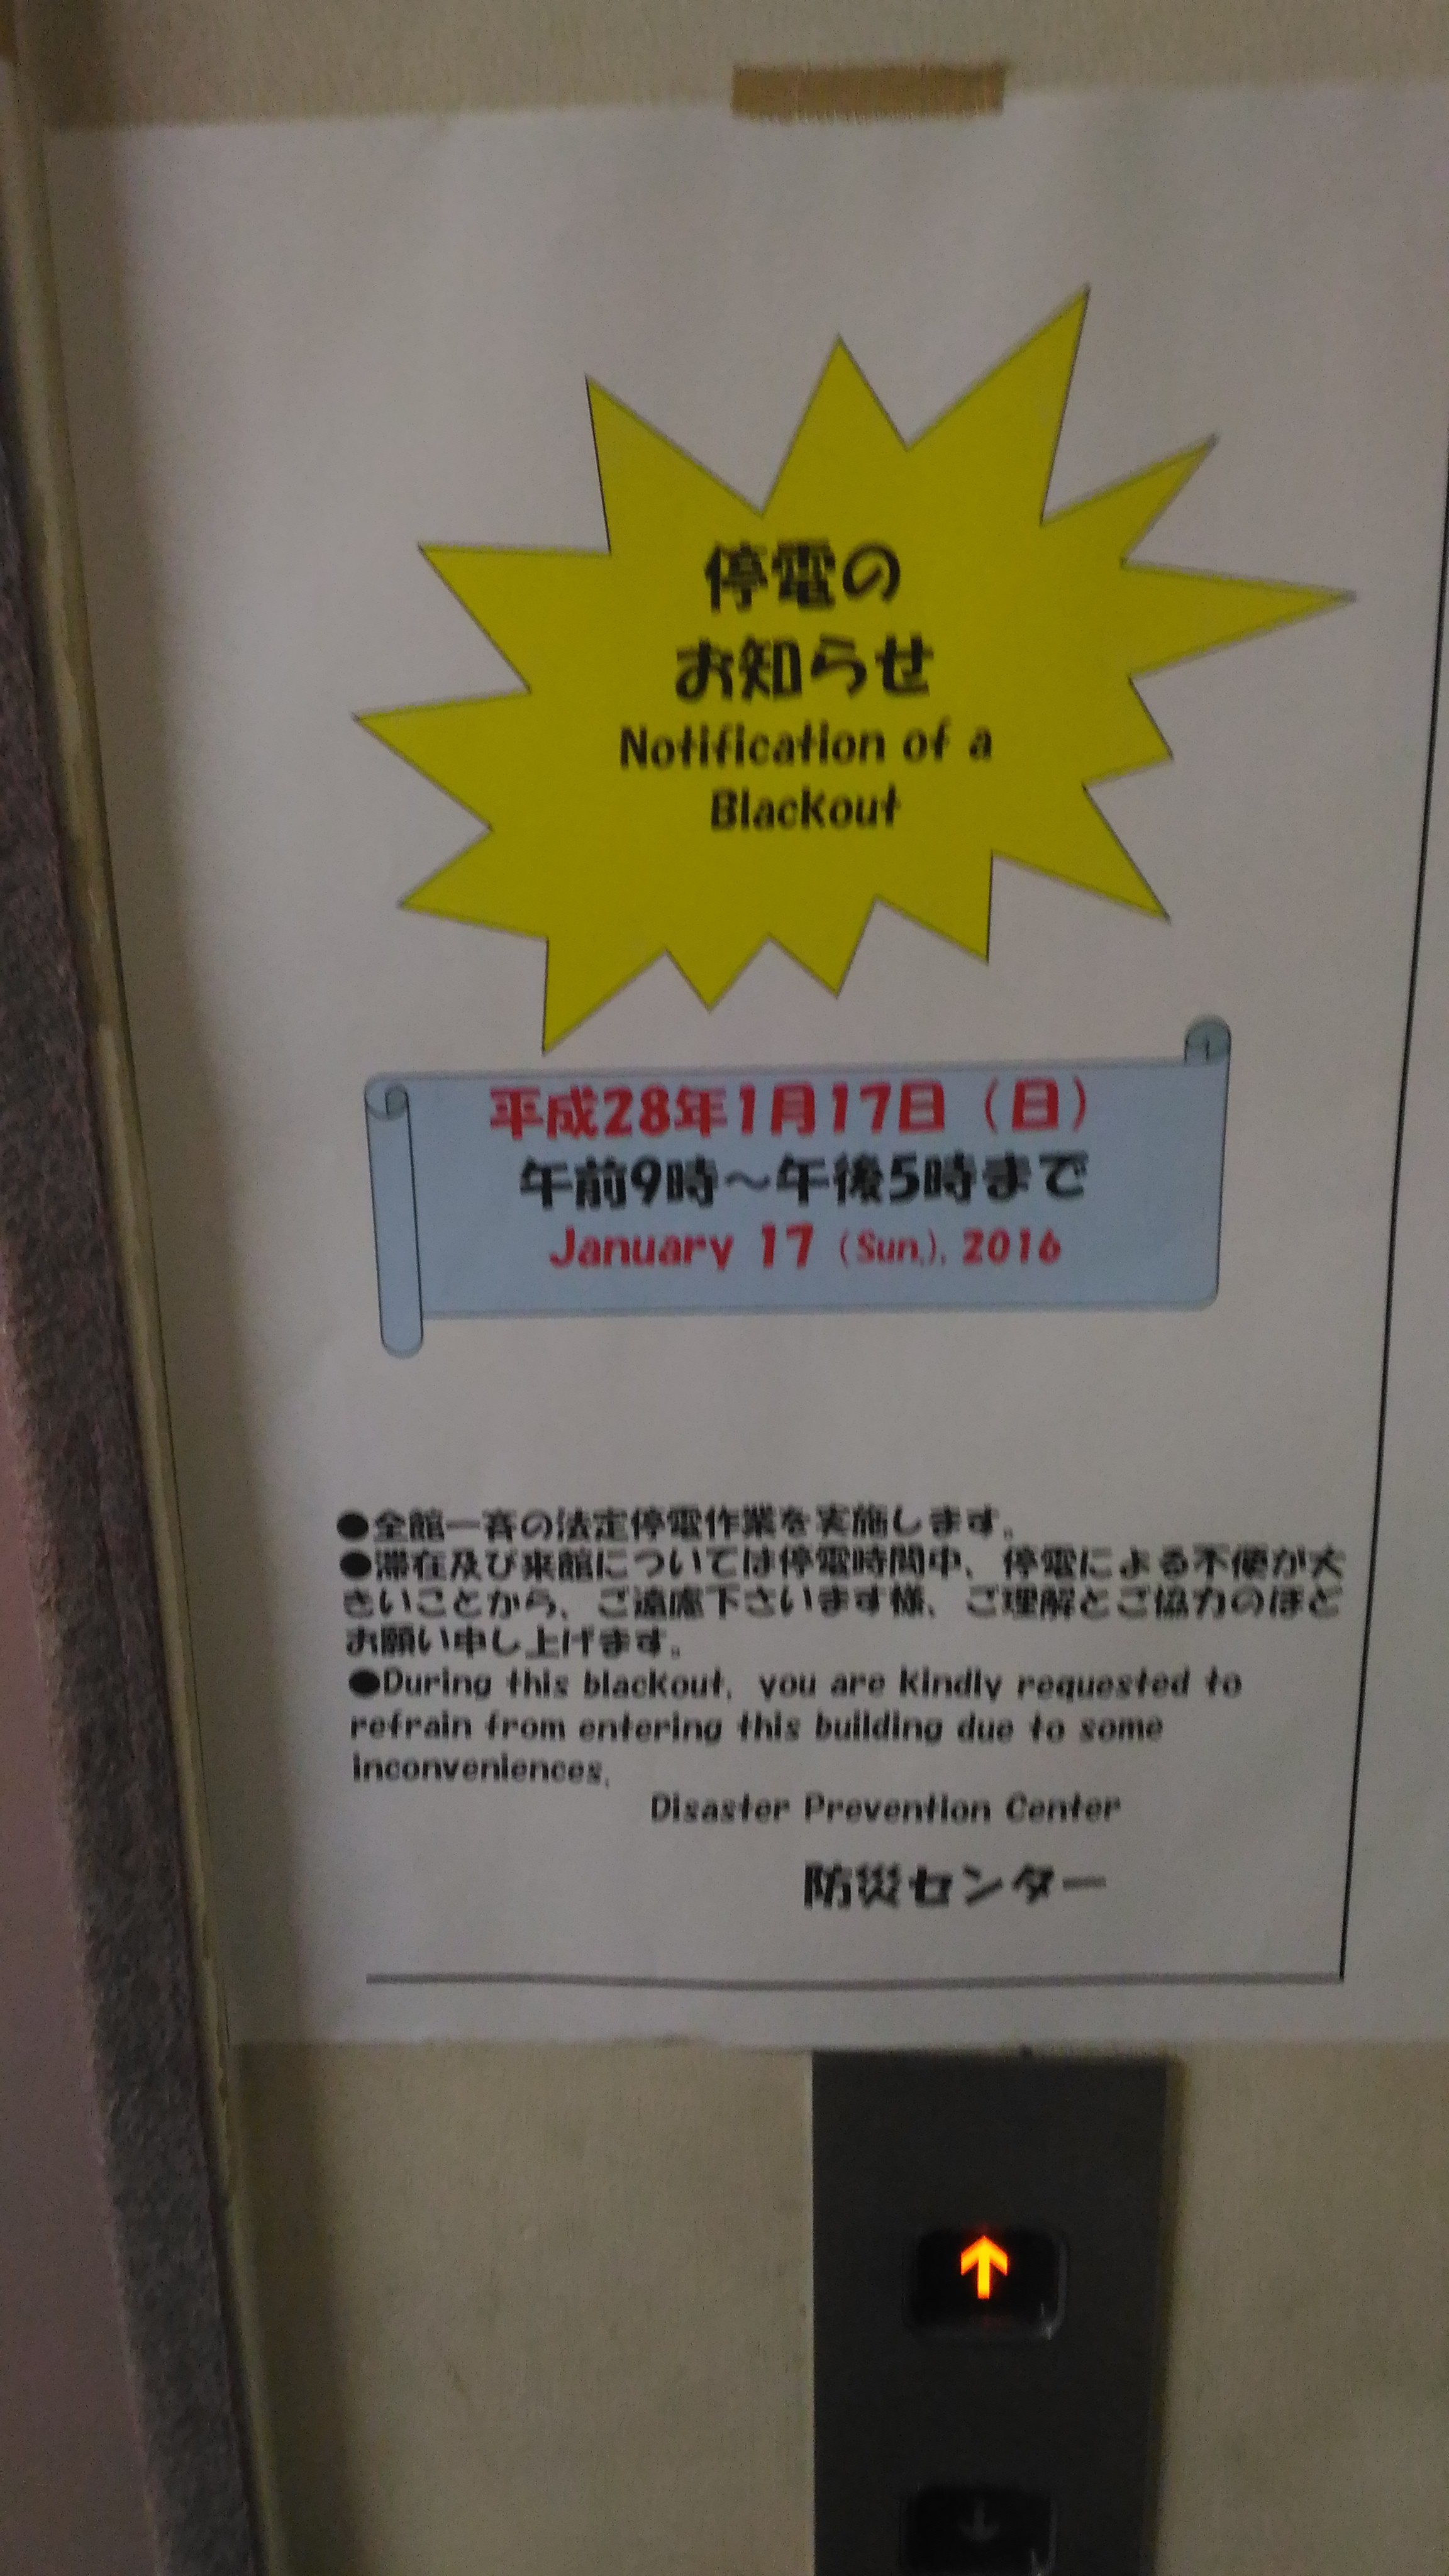 停電の
お知らせ
Notification of a
Blackout
平成28年1月17日（日）
午前9時～午後5時まで
January 17 (Sun.), 2016
●全館一斉の法定停電作業を実施します。
●滞在及び来館については停電時間中、停電による不便が大
きいことから、ご遠慮下さいます様、ご理解とご協力のほど
お願い申し上げます。
●During this blackout, you are kindly requested to
refrain from entering this building due to some
inconveniences.
Disaster Prevention Center
防災センター